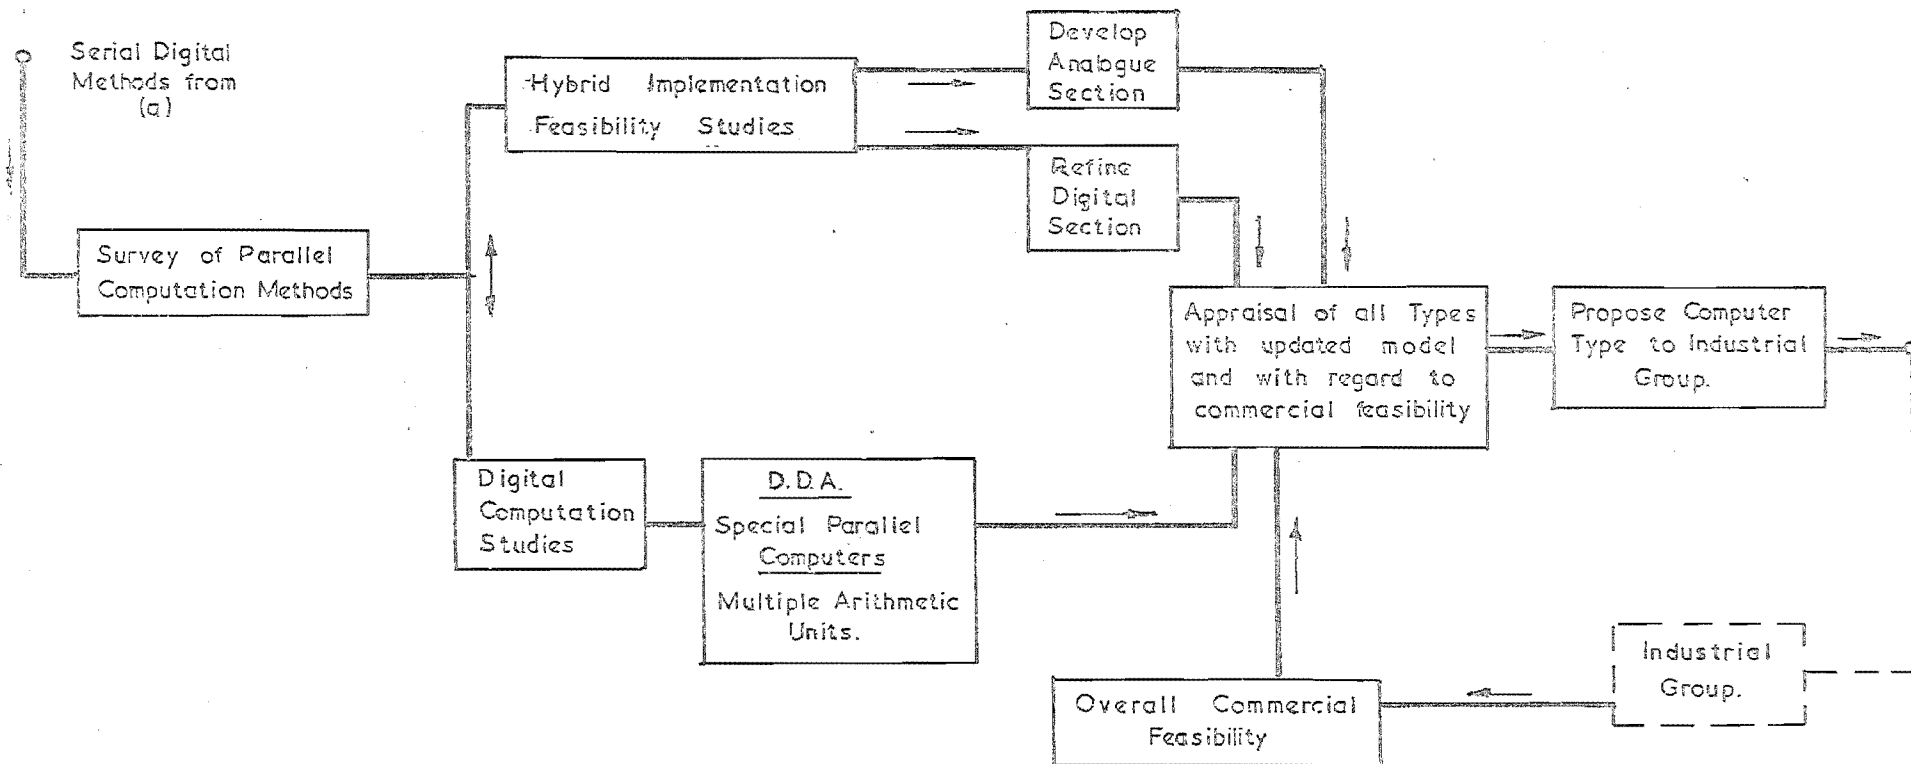 Serial Digital
Methods from
(a)
Hybrid Implementation
Feasibility Studies
Develop
Analogue
Section
Refine
Digital
Section
Survey of Parallel
Computation Methods
Appraisal of all Types
with updated model
and with regard to
commercial feasibility
Propose Computer
Type to Industrial
Group.
Digital
Computation
Studies
D.D.A.
Special Parallel
Computers
Multiple Arithmetic
Units.
Industrial
Group.
Overall Commercial
Feasibility